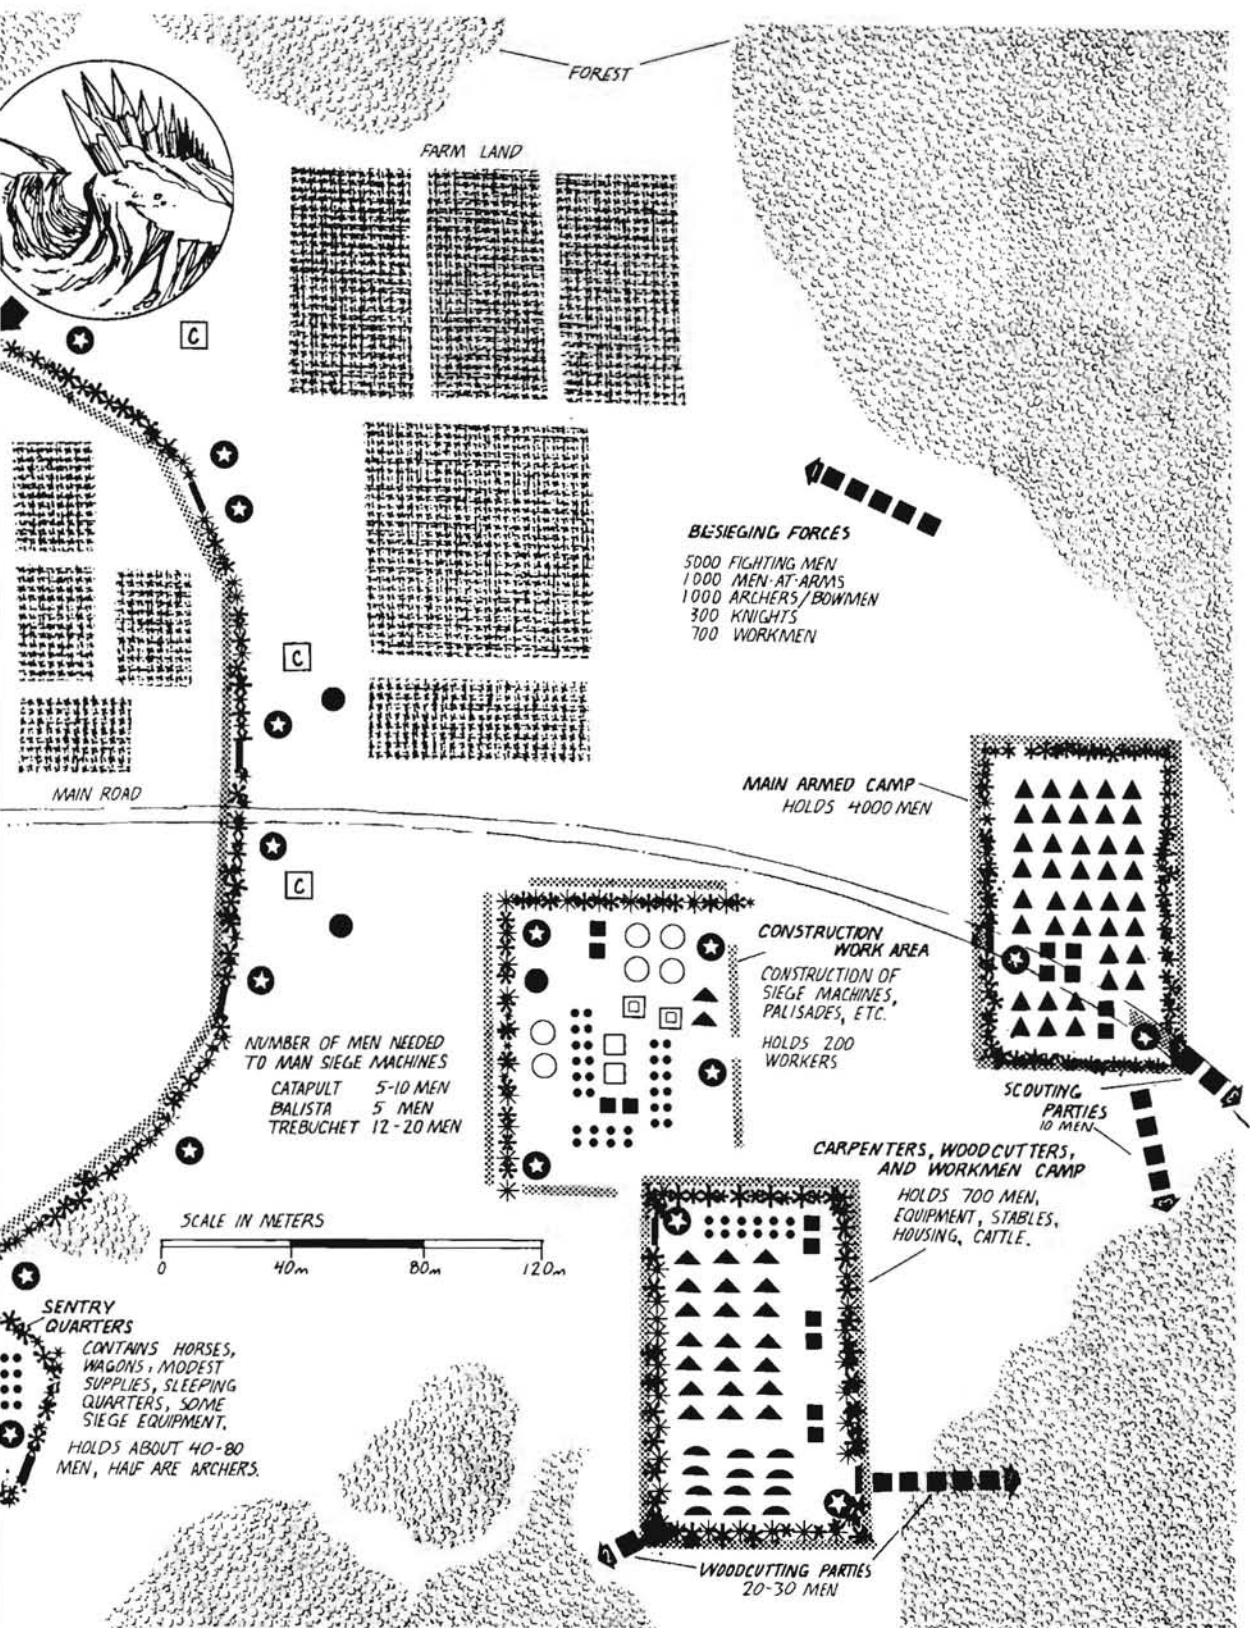 FOREST
FARM LAND
C
BESIEGING FORCES
5000 FIGHTING MEN
1000 MEN-AT-ARMS
1000 ARCHERS/BOWMEN
300 KNIGHTS
700 WORKMEN
C
MAIN ARMED CAMP
HOLDS 4000 MEN
MAIN ROAD
C
CONSTRUCTION
WORK AREA
CONSTRUCTION OF
SIEGE MACHINES,
PALISADES, ETC.
HOLDS 200
WORKERS
NUMBER OF MEN NEEDED
TO MAN SIEGE MACHINES
CATAPULT 5-10 MEN
BALISTA 5 MEN
TREBUCHET 12-20 MEN
SCOUTING
PARTIES
10 MEN
CARPENTERS, WOODCUTTERS,
AND WORKMEN CAMP
HOLDS 700 MEN,
EQUIPMENT, STABLES,
HOUSING, CATTLE.
SCALE IN METERS
0 40m 80m 120m
SENTRY
QUARTERS
CONTAINS HORSES,
WAGONS, MODEST
SUPPLIES, SLEEPING
QUARTERS, SOME
SIEGE EQUIPMENT.
HOLDS ABOUT 40-80
MEN, HALF ARE ARCHERS.
WOODCUTTING PARTIES
20-30 MEN